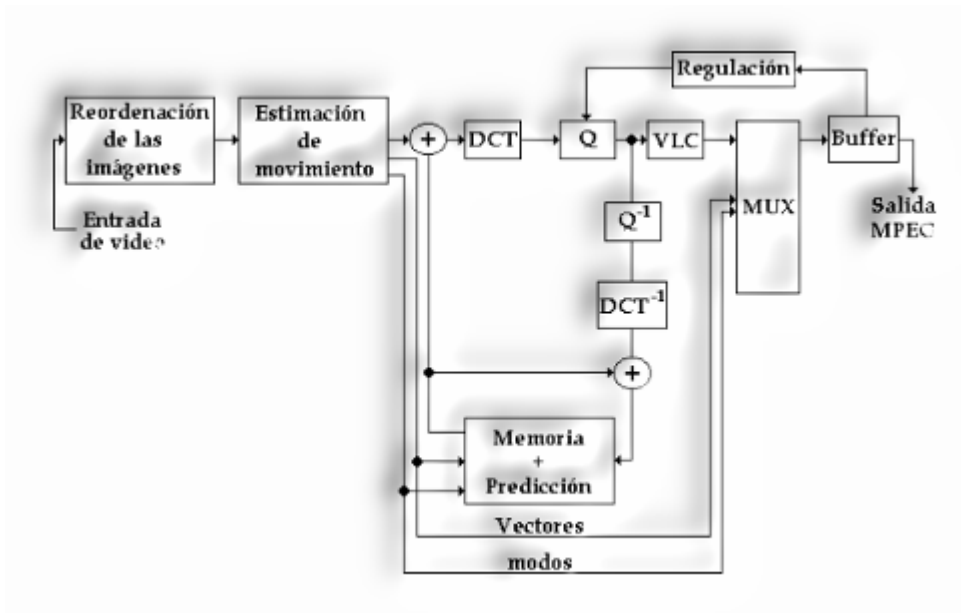 Regulación
Reordenación
de las
imágenes
Estimación
de
movimiento
+
DCT
Q
VLC
MUX
Buffer
Entrada
de video
Salida
MPEC
Q-1
DCT-1
+
Memoria
+
Predicción
Vectores
modos